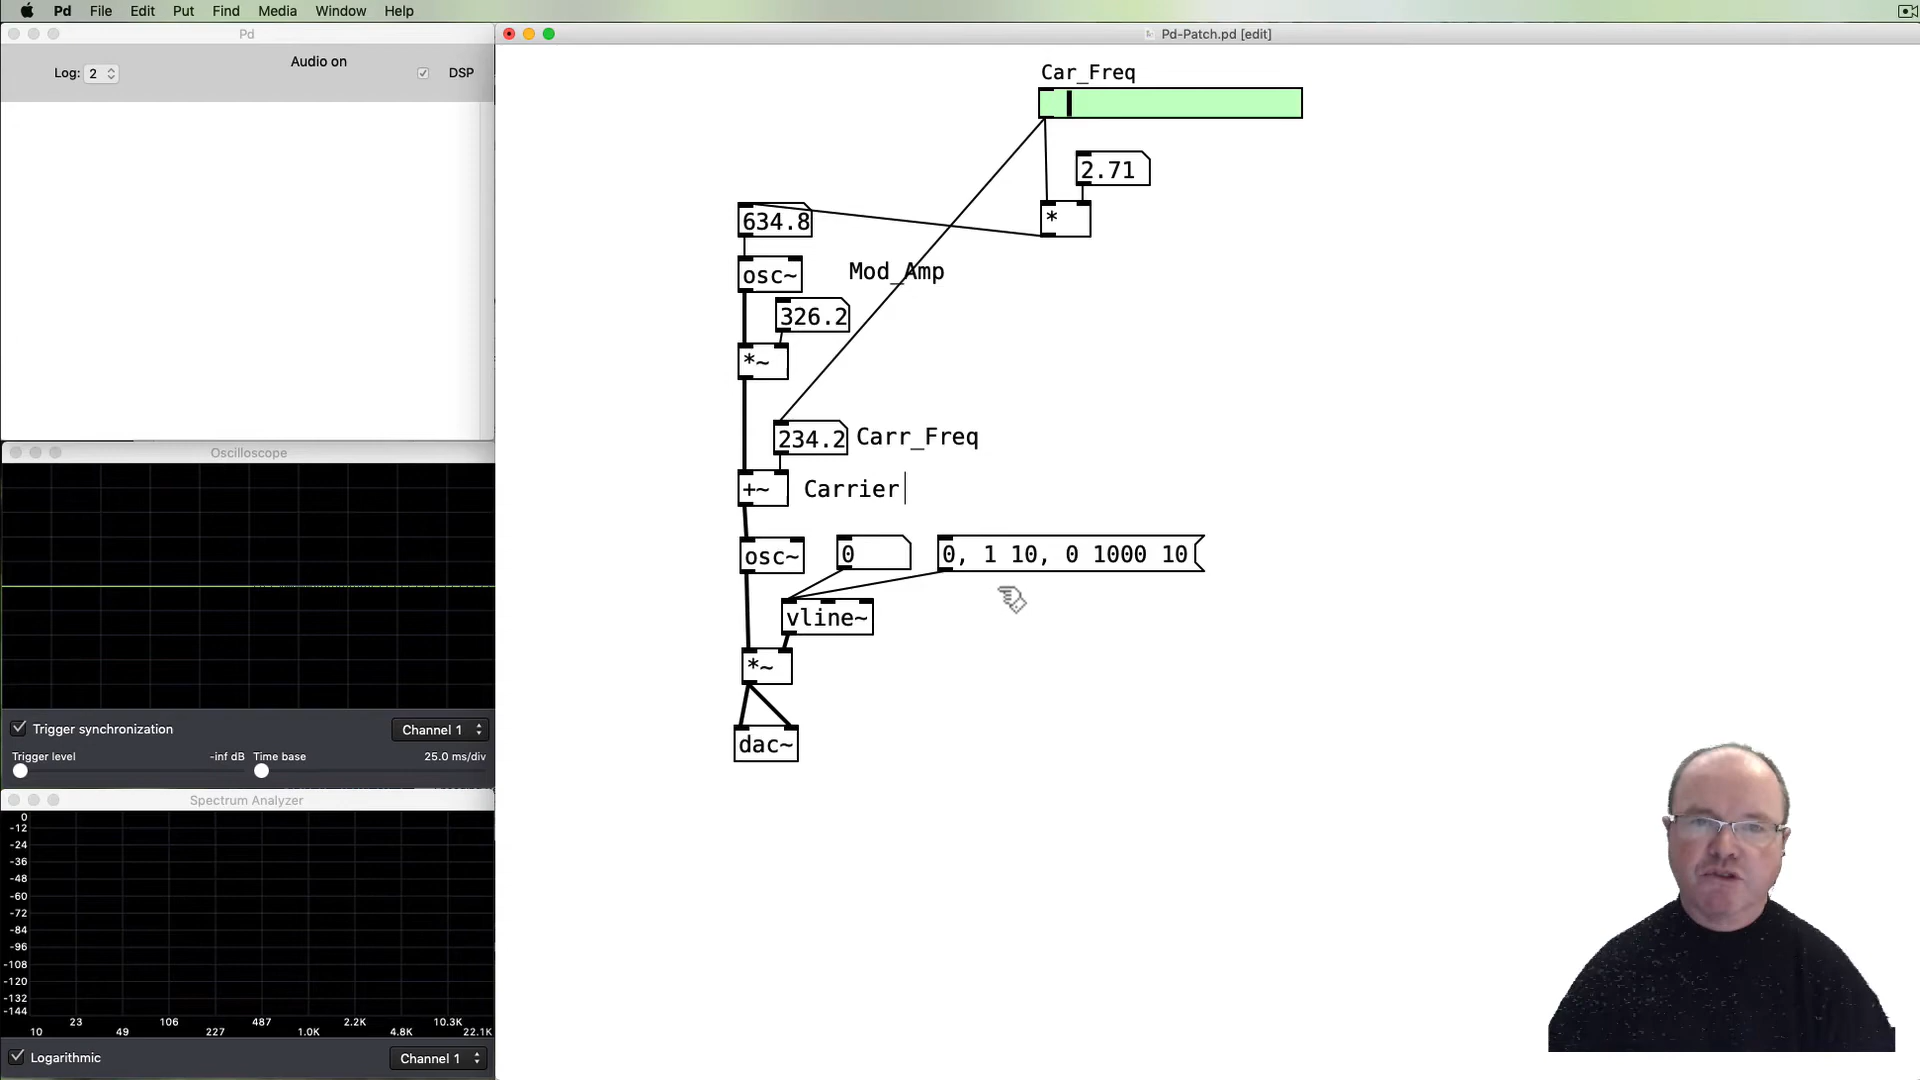 Pd File Edit Put Find Media Window Help
Pd
Log: 2
Audio on
DSP
Oscilloscope
Trigger synchronization
Channel 1
Trigger level -inf dB Time base 25.0 ms/div
Spectrum Analyzer
0
-12
-24
-36
-48
-60
-72
-84
-96
-108
-120
-132
-144
23 106 487 2.2K 10.3K
10 49 227 1.0K 4.8K 22.1K
Logarithmic
Channel 1
Pd-Patch.pd [edit]
Car_Freq
2.71
*
634.8
osc~
Mod_Amp
326.2
*~
234.2 Carr_Freq
+~ Carrier
osc~ 0 0, 1 10, 0 1000 10
vline~
*~
dac~